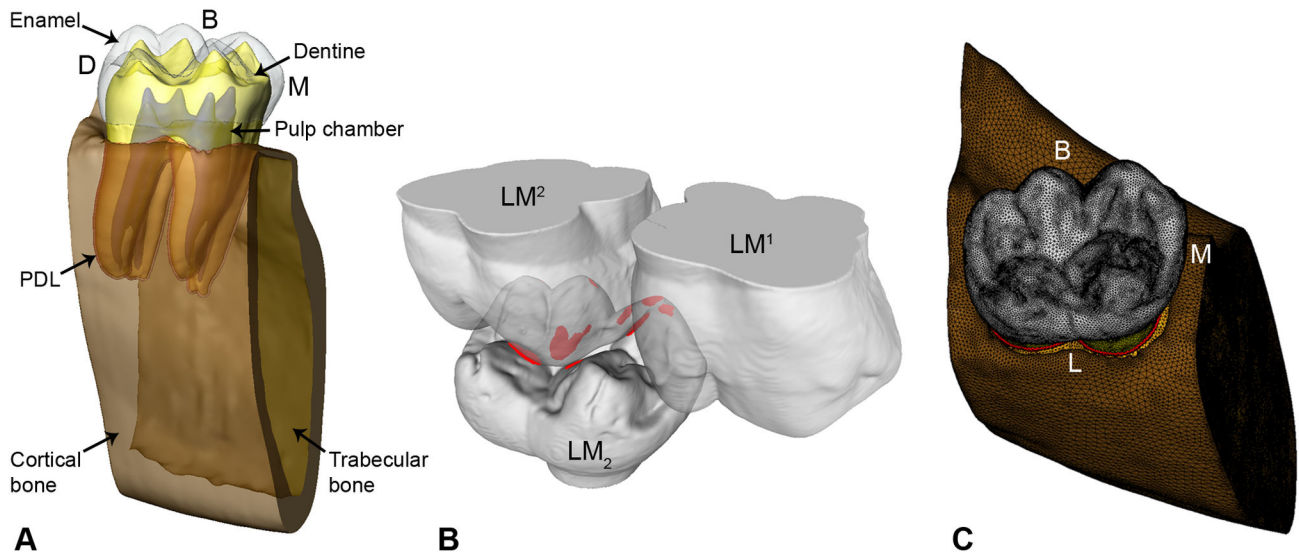 Enamel
B
D
Dentine
M
Pulp chamber
PDL
Cortical
bone
Trabecular
bone
A
LM²
LM¹
LM₂
B
B
M
L
C